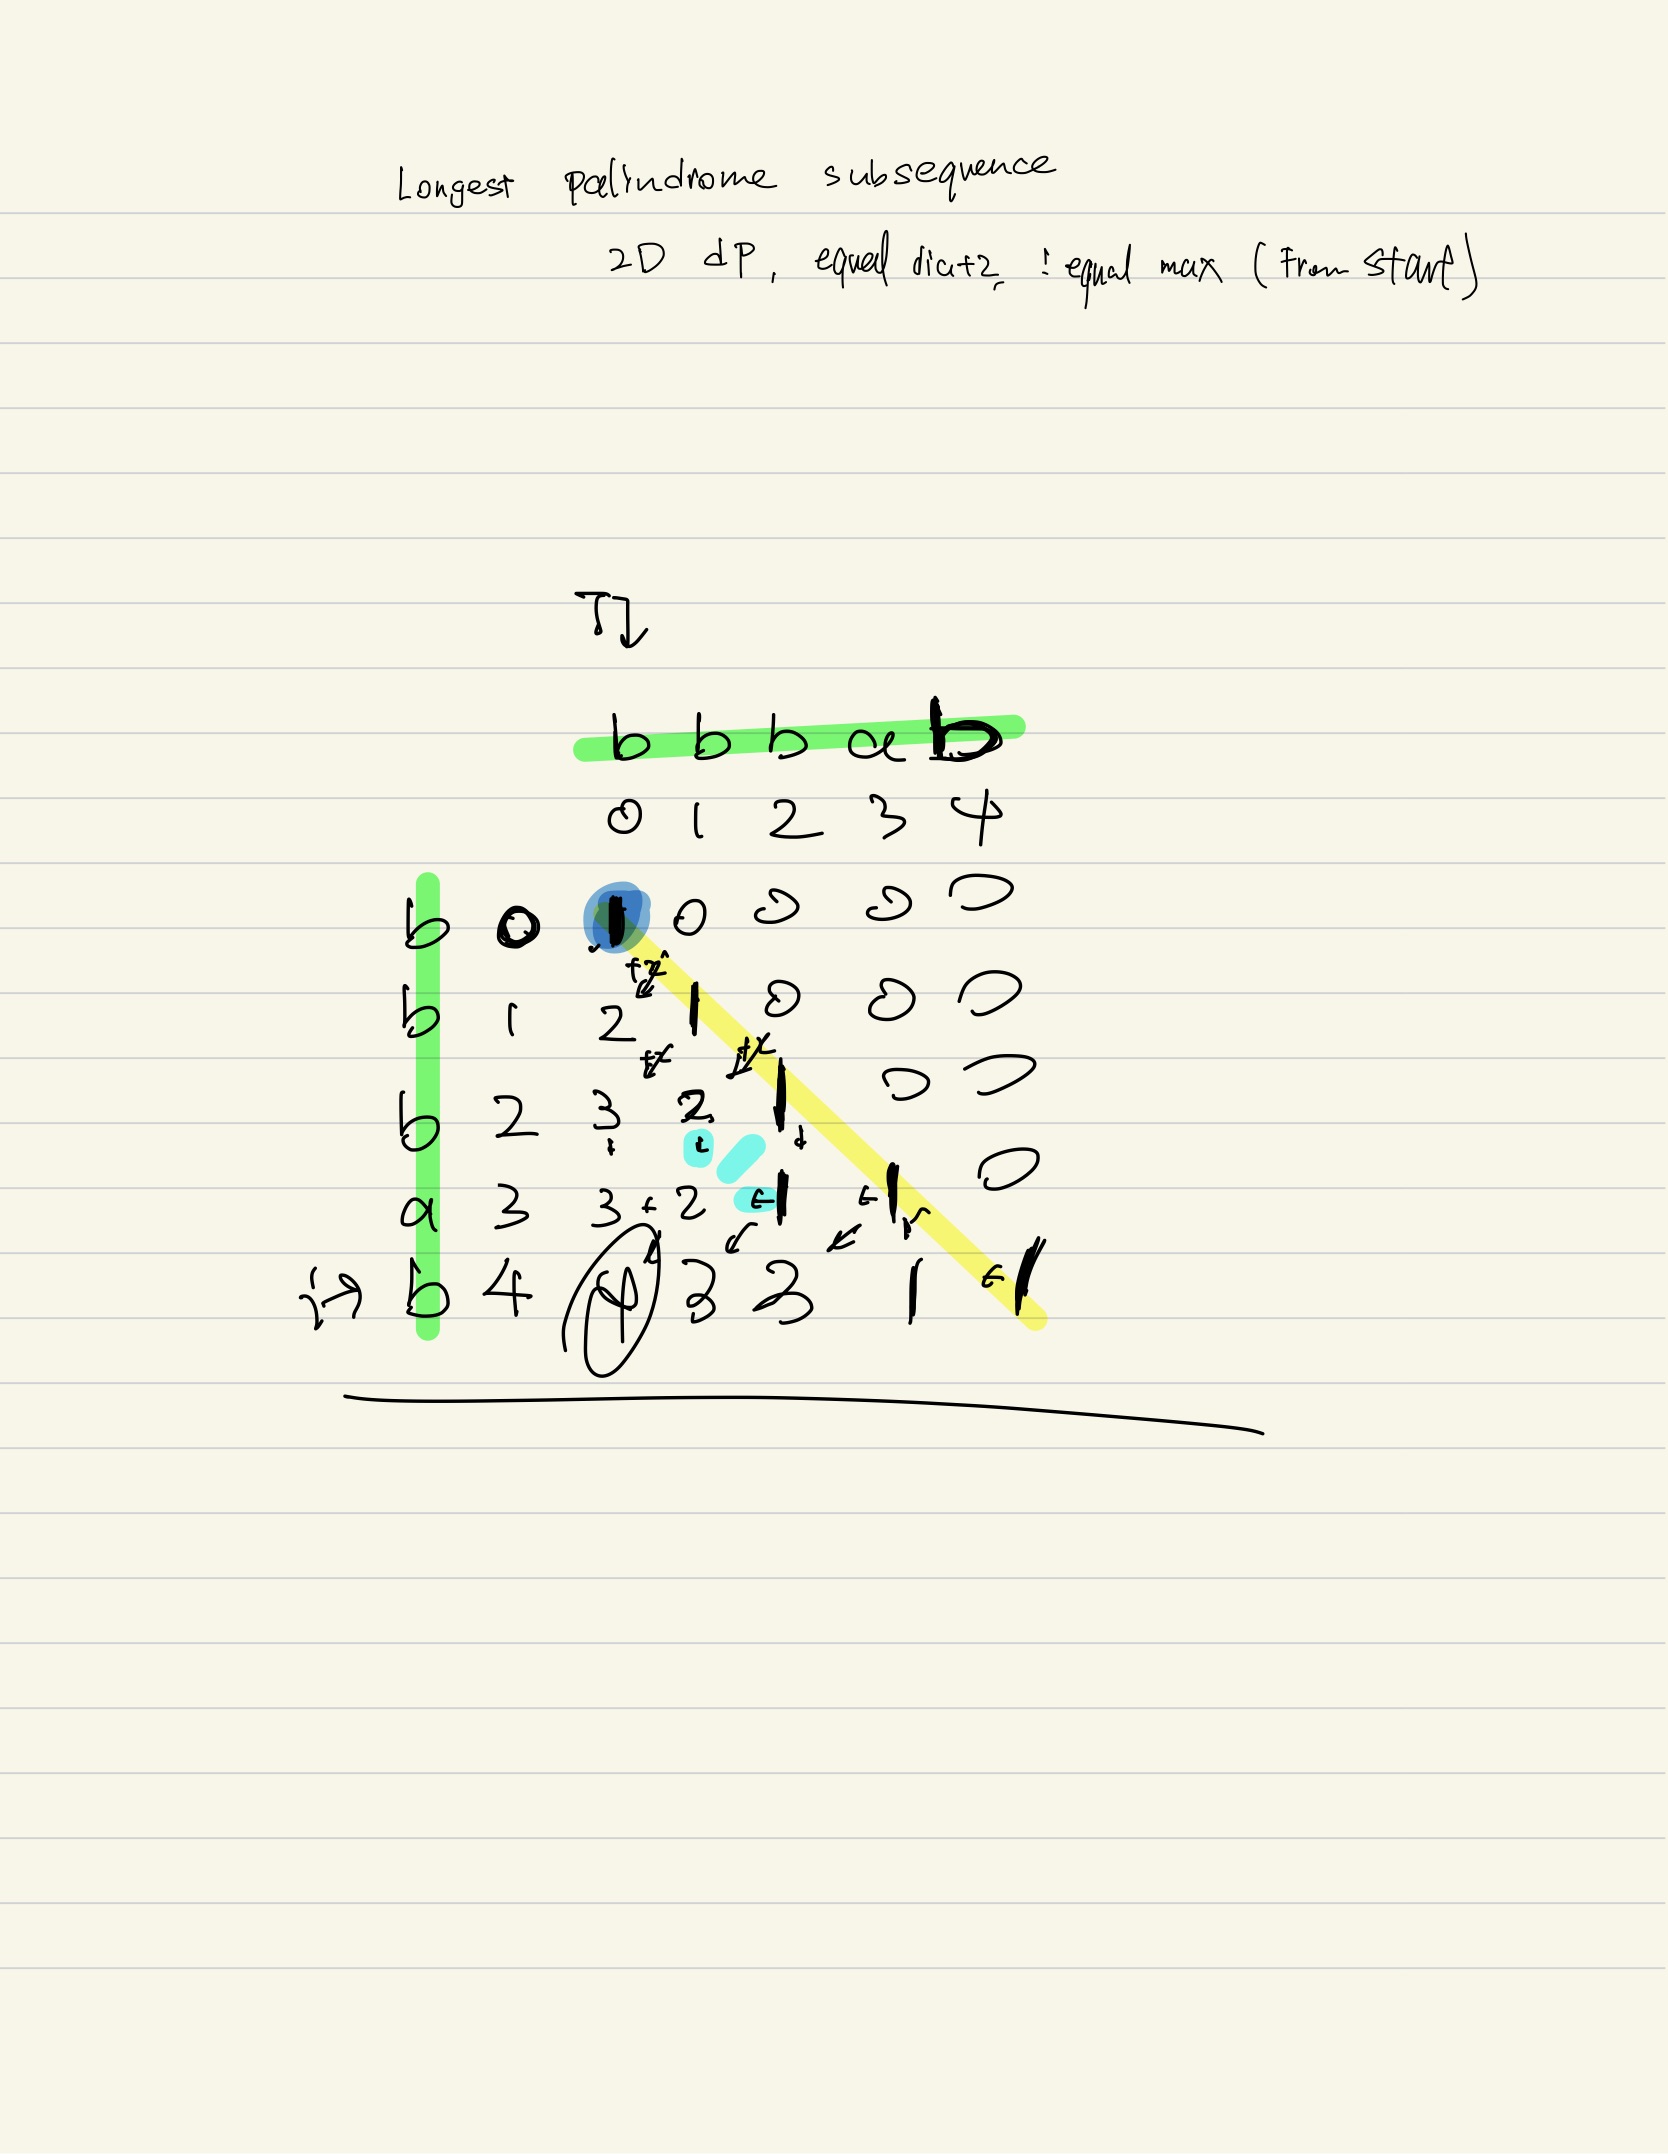 Longest palindrome subsequence
2D dP, equal dia+2, !equal max (From start)
b b b a b
0 1 2 3 4
b 0 1 0 0 0 0
+2
b 1 2 1 0 0 0
+2 +2
b 2 3 2 1 0 0
a 3 3 2 1 1 0
b 4 4 3 3 1 1